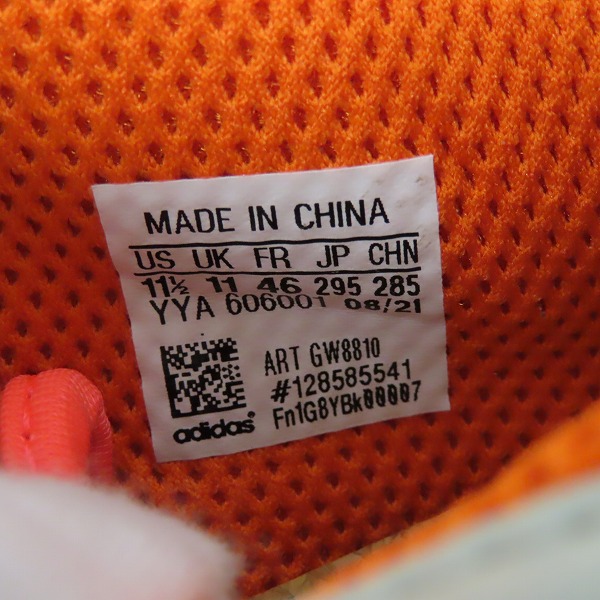 MADE IN CHINA
US UK FR JP CHN
11½ 11 46 295 285
YYA 606001 08/21
ART GW8810
#128585541
Fn1G8YBk00007
adidas